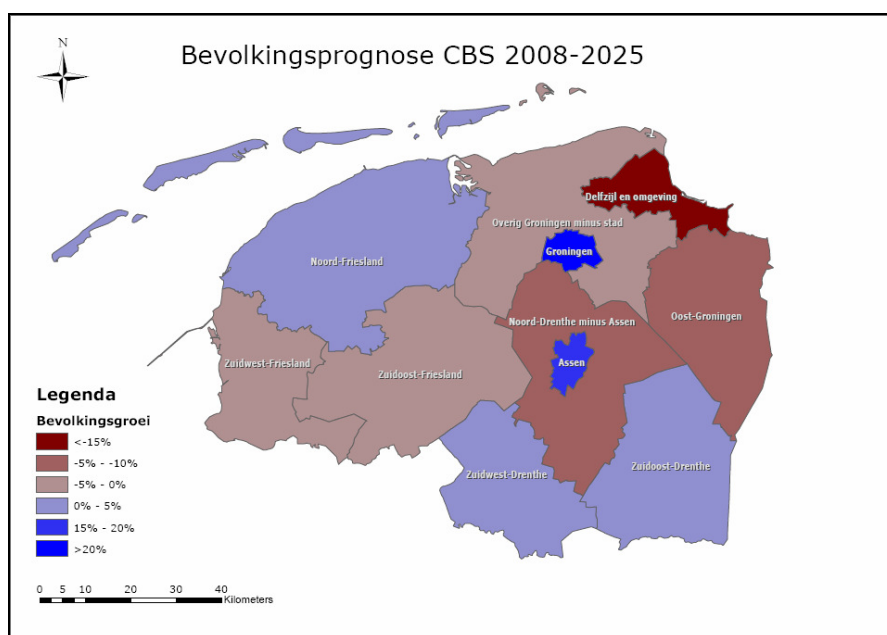 Bevolkingsprognose CBS 2008-2025
N
Delfzijl en omgeving
Overig Groningen minus stad
Groningen
Noord-Friesland
Oost-Groningen
Noord-Drenthe minus Assen
Zuidwest-Friesland
Assen
Zuidoost-Friesland
Zuidwest-Drenthe
Zuidoost-Drenthe
Legenda
Bevolkingsgroei
<-15%
-5% - -10%
-5% - 0%
0% - 5%
15% - 20%
>20%
0 5 10 20 30 40
Kilometers